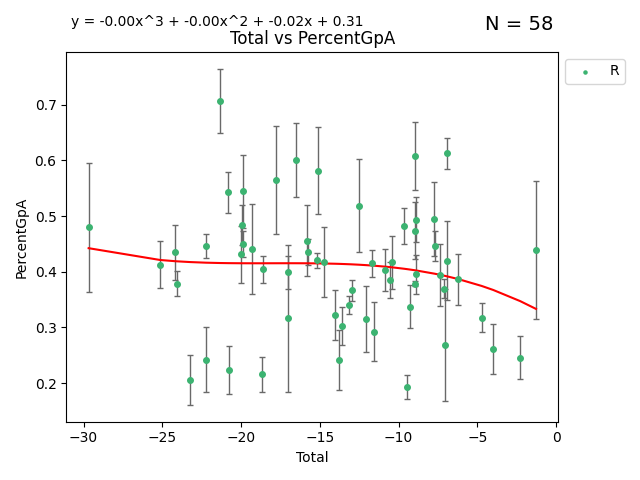 y = -0.00x^3 + -0.00x^2 + -0.02x + 0.31
N = 58
Total vs PercentGpA
R
0.7
0.6
0.5
0.4
0.3
0.2
PercentGpA
−30
−25
−20
−15
−10
−5
0
Total